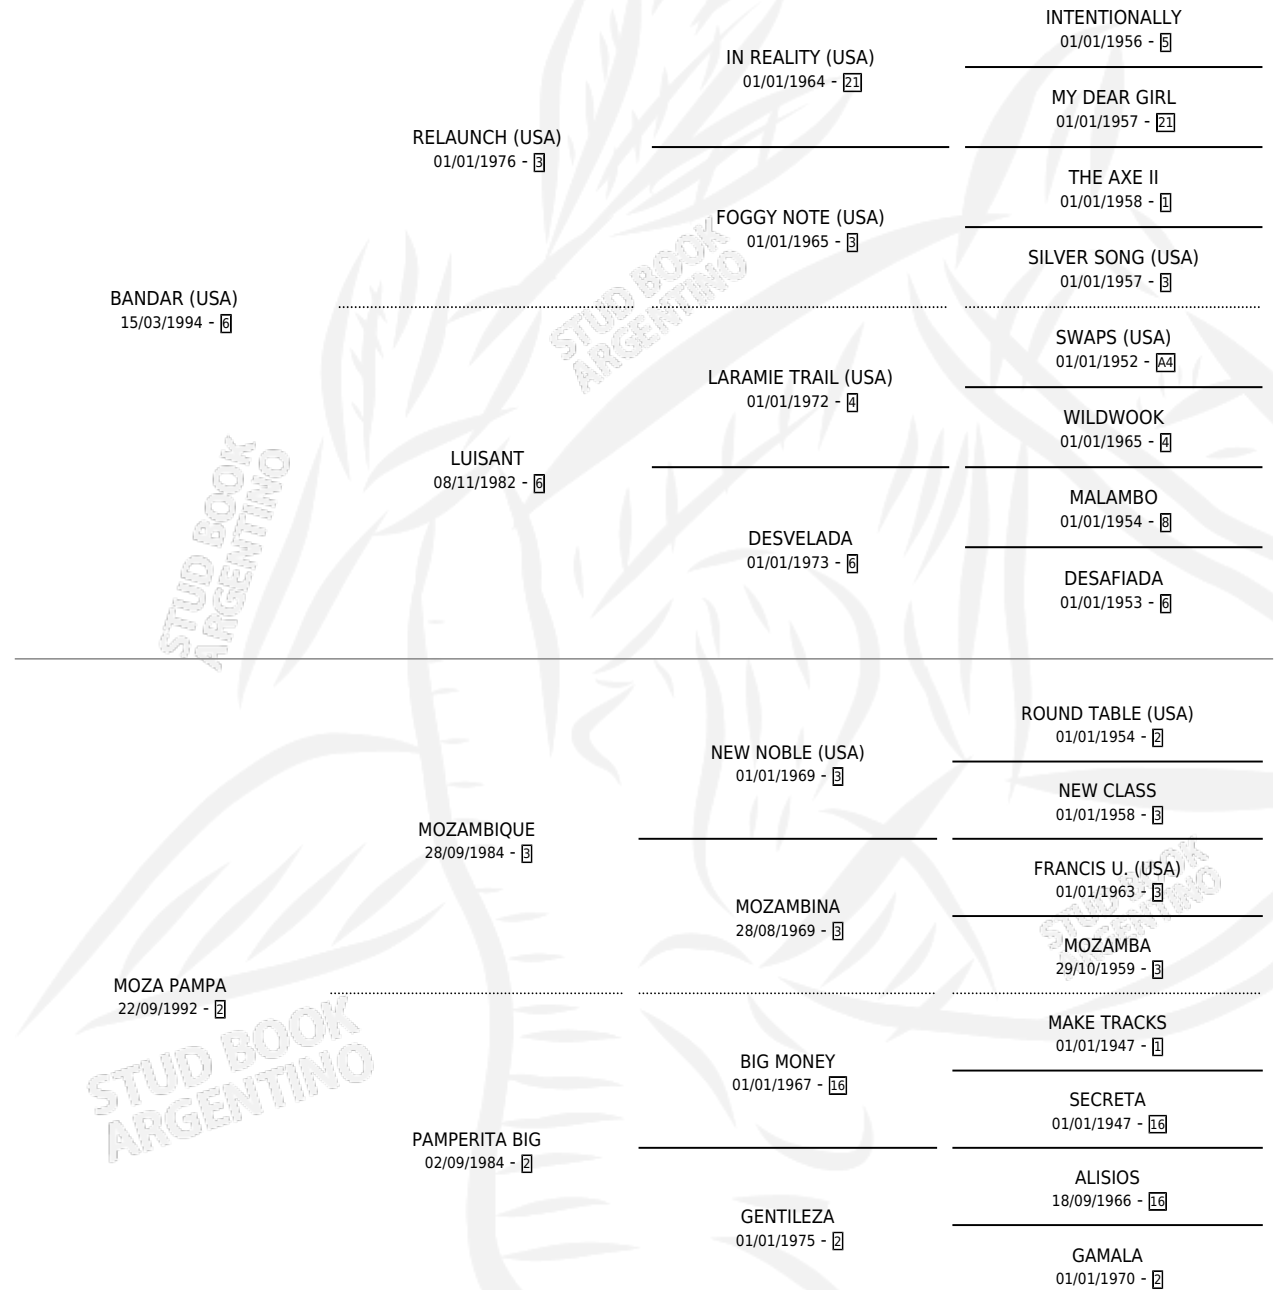 INTENTIONALLY
01/01/1956 - 5
IN REALITY (USA)
01/01/1964 - 21
MY DEAR GIRL
01/01/1957 - 21
RELAUNCH (USA)
01/01/1976 - 3
THE AXE II
01/01/1958 - 1
FOGGY NOTE (USA)
01/01/1965 - 3
SILVER SONG (USA)
01/01/1957 - 3
BANDAR (USA)
15/03/1994 - 6
STUD BOOK
ARGENTINO
SWAPS (USA)
01/01/1952 - A4
LARAMIE TRAIL (USA)
01/01/1972 - 4
WILDWOOK
01/01/1965 - 4
LUISANT
08/11/1982 - 6
MALAMBO
01/01/1954 - 8
DESVELADA
01/01/1973 - 6
DESAFIADA
01/01/1953 - 6
STUD BOOK
ARGENTINO
ROUND TABLE (USA)
01/01/1954 - 2
NEW NOBLE (USA)
01/01/1969 - 3
NEW CLASS
01/01/1958 - 3
MOZAMBIQUE
28/09/1984 - 3
FRANCIS U. (USA)
01/01/1963 - 3
MOZAMBINA
28/08/1969 - 3
MOZAMBA
29/10/1959 - 3
STUD BOOK
ARGENTINO
MOZA PAMPA
22/09/1992 - 2
STUD BOOK
ARGENTINO
MAKE TRACKS
01/01/1947 - 1
BIG MONEY
01/01/1967 - 16
SECRETA
01/01/1947 - 16
PAMPERITA BIG
02/09/1984 - 2
ALISIOS
18/09/1966 - 16
GENTILEZA
01/01/1975 - 2
GAMALA
01/01/1970 - 2